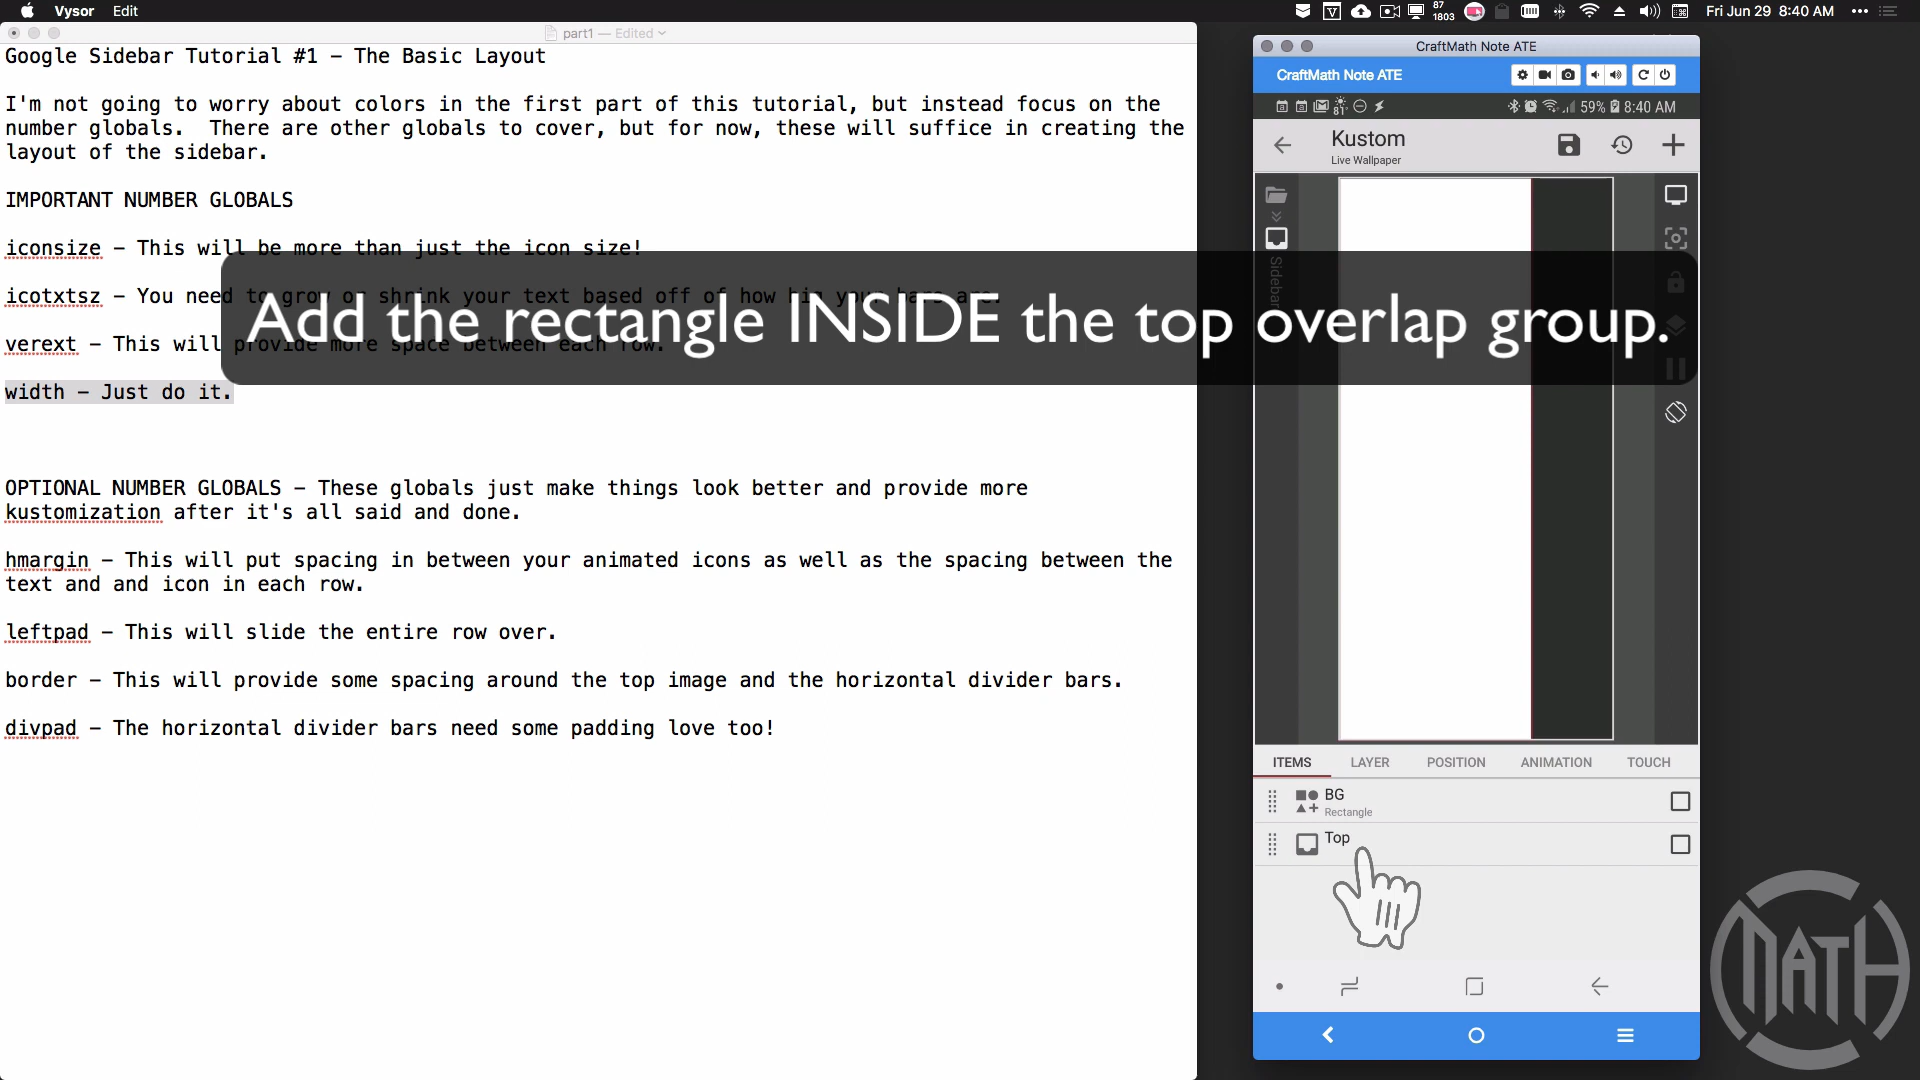 Vysor Edit
87
1803
Fri Jun 29 8:40 AM
part1 — Edited
Google Sidebar Tutorial #1 – The Basic Layout
I'm not going to worry about colors in the first part of this tutorial, but instead focus on the
number globals.  There are other globals to cover, but for now, these will suffice in creating the
layout of the sidebar.
IMPORTANT NUMBER GLOBALS
iconsize – This will be more than just the icon size!
icotxtsz – You need to grow or shrink your text based off of how big your bars are.
verext – This will provide more space between each row.
width – Just do it.
OPTIONAL NUMBER GLOBALS – These globals just make things look better and provide more
kustomization after it's all said and done.
hmargin – This will put spacing in between your animated icons as well as the spacing between the
text and and icon in each row.
leftpad – This will slide the entire row over.
border – This will provide some spacing around the top image and the horizontal divider bars.
divpad – The horizontal divider bars need some padding love too!
Add the rectangle INSIDE the top overlap group.
CraftMath Note ATE
CraftMath Note ATE
81° 59% 8:40 AM
Kustom
Live Wallpaper
Sidebar
ITEMS LAYER POSITION ANIMATION TOUCH
BG
Rectangle
Top
MATH